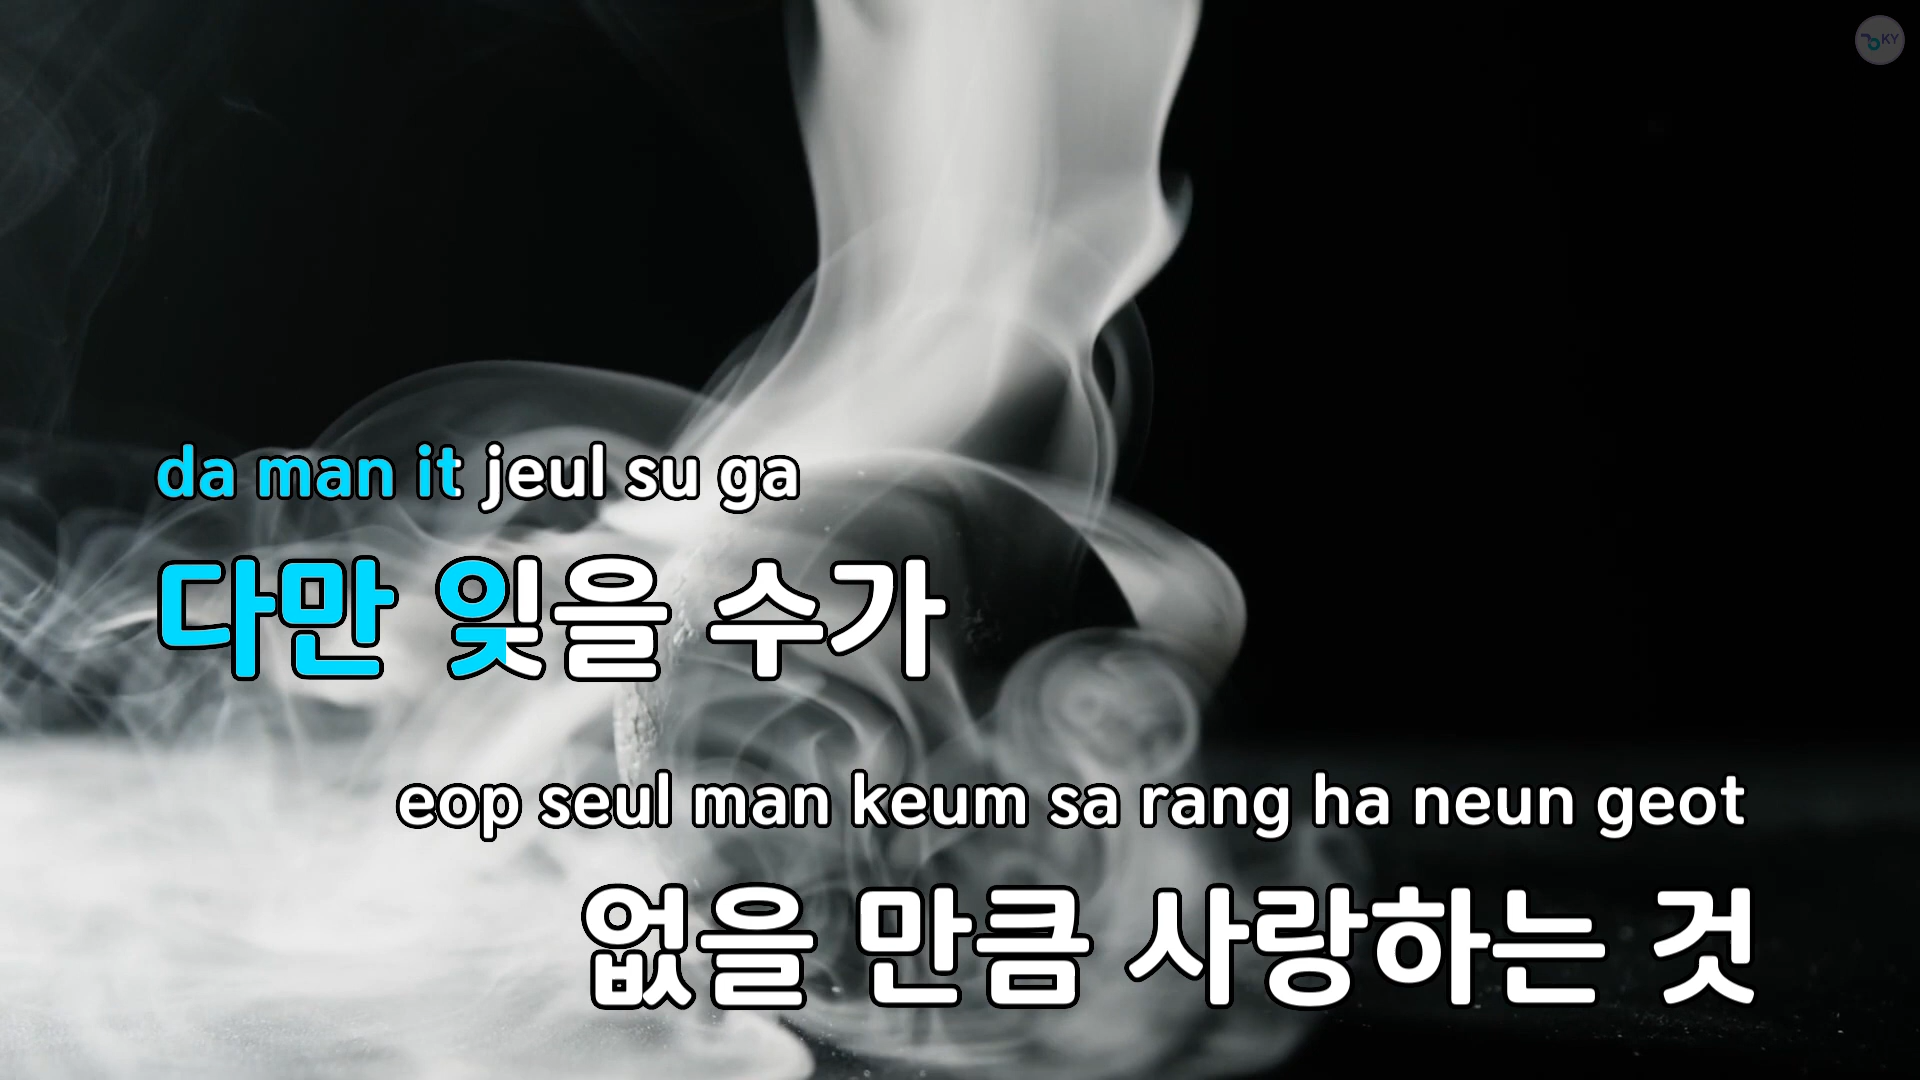 KY
da man it jeul su ga
다만 잊을 수가
eop seul man keum sa rang ha neun geot
없을 만큼 사랑하는 것